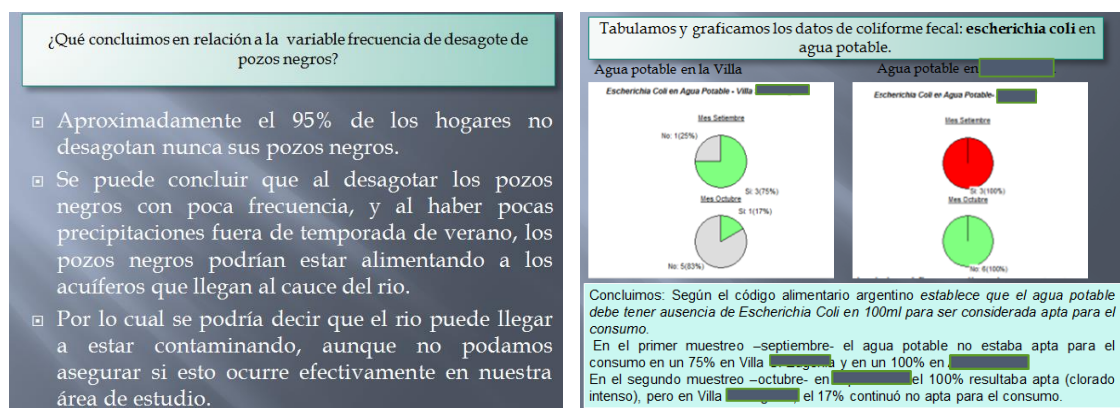 ¿Qué concluimos en relación a la variable frecuencia de desagote de
pozos negros?
Aproximadamente el 95% de los hogares no
desagotan nunca sus pozos negros.
Se puede concluir que al desagotar los pozos
negros con poca frecuencia, y al haber pocas
precipitaciones fuera de temporada de verano, los
pozos negros podrían estar alimentando a los
acuíferos que llegan al cauce del rio.
Por lo cual se podría decir que el rio puede llegar
a estar contaminando, aunque no podamos
asegurar si esto ocurre efectivamente en nuestra
área de estudio.
Tabulamos y graficamos los datos de coliforme fecal: escherichia coli en
agua potable.
Agua potable en la Villa
Escherichia Coli en Agua Potable - Villa
Mes Setiembre
No: 1(25%)
Si: 3(75%)
Mes Octubre
Si: 1(17%)
No: 5(83%)
Agua potable en
Escherichia Coli en Agua Potable-
Mes Setiembre
Si: 3(100%)
Mes Octubre
No: 6(100%)
Concluimos: Según el código alimentario argentino establece que el agua potable
debe tener ausencia de Escherichia Coli en 100ml para ser considerada apta para el
consumo.
En el primer muestreo –septiembre- el agua potable no estaba apta para el
consumo en un 75% en Villa y en un 100% en
En el segundo muestreo –octubre- en el 100% resultaba apta (clorado
intenso), pero en Villa el 17% continuó no apta para el consumo.